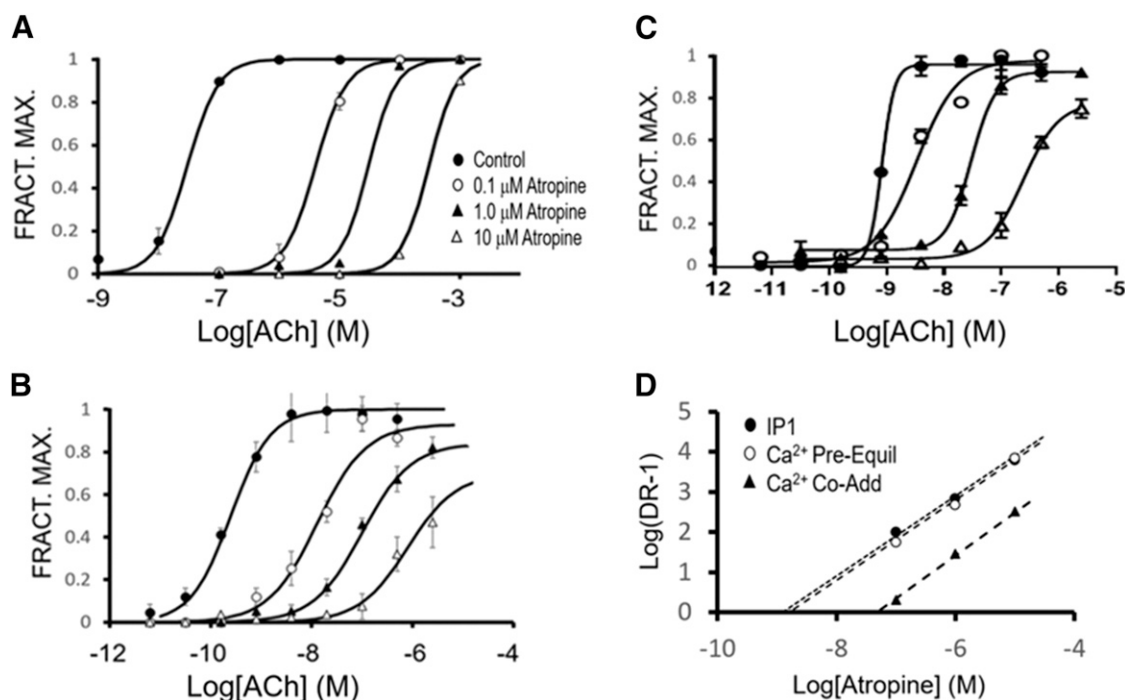 A
FRACT. MAX.
1
0.8
0.6
0.4
0.2
0
-9
-7
-5
-3
Log[ACh] (M)
Control
0.1 μM Atropine
1.0 μM Atropine
10 μM Atropine
C
FRACT. MAX.
1
0.8
0.6
0.4
0.2
0
12
-11
-10
-9
-8
-7
-6
-5
Log[ACh] (M)
B
FRACT. MAX.
1
0.8
0.6
0.4
0.2
0
-12
-10
-8
-6
-4
Log[ACh] (M)
D
Log(DR-1)
5
4
3
2
1
0
-10
-8
-6
-4
Log[Atropine] (M)
IP1
Ca²⁺ Pre-Equil
Ca²⁺ Co-Add